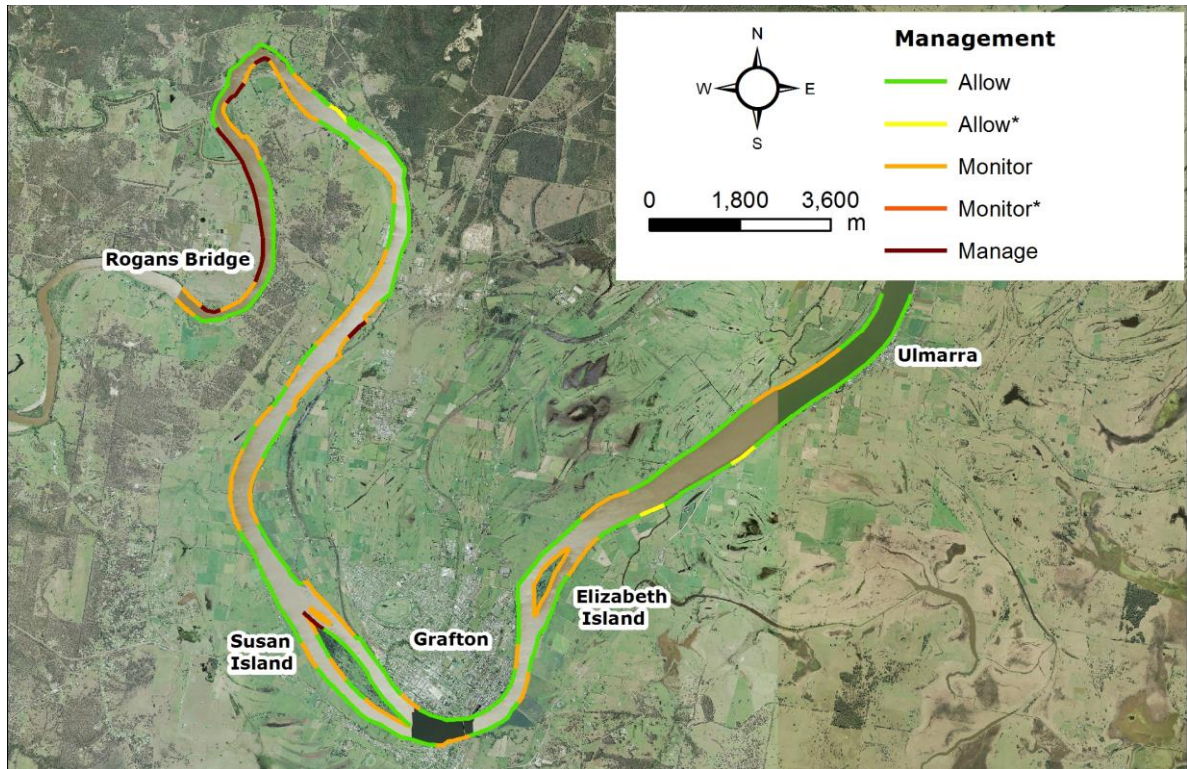 Management
N
W E
S
Allow
Allow*
Monitor
Monitor*
Manage
0 1,800 3,600
m
Rogans Bridge
Ulmarra
Elizabeth
Island
Grafton
Susan
Island